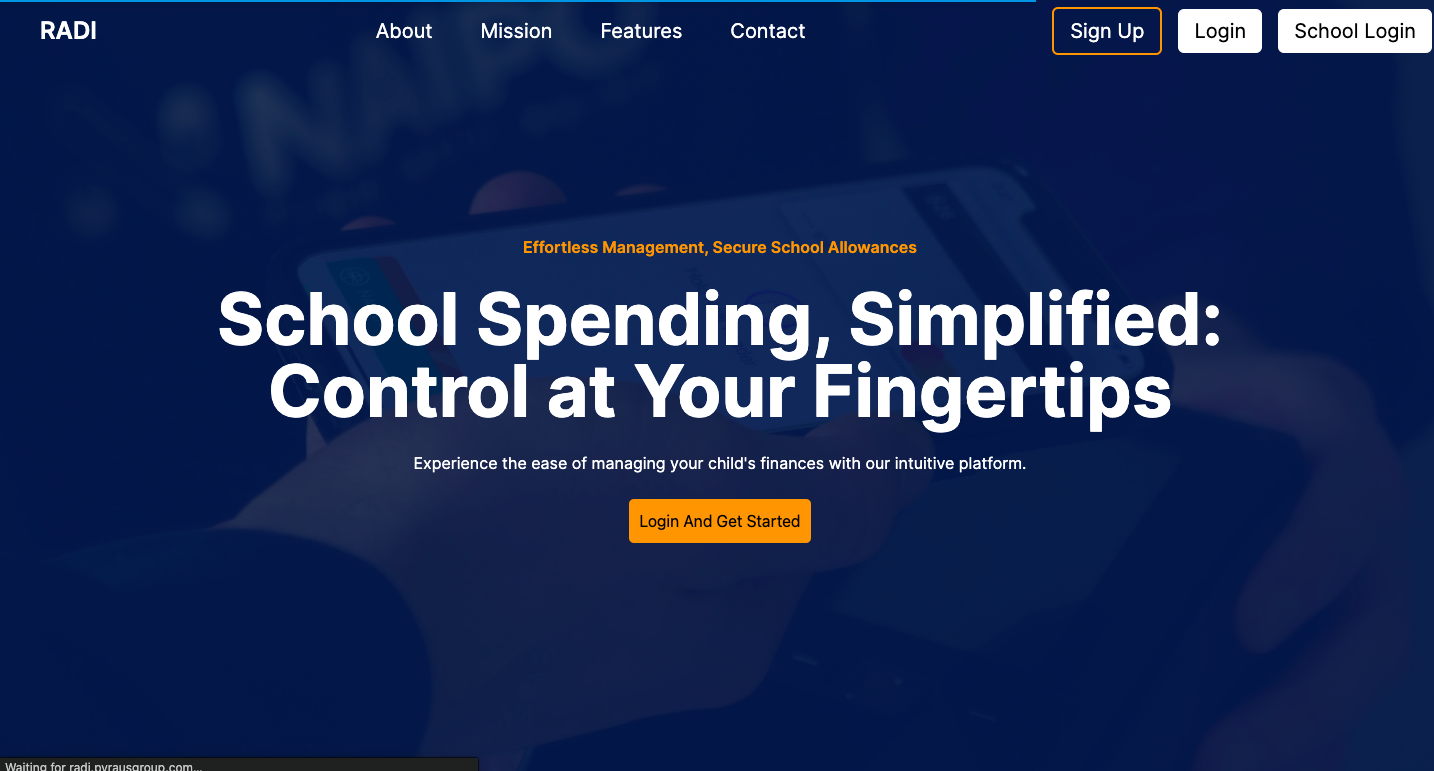 RADI
About
Mission
Features
Contact
Sign Up
Login
School Login
Effortless Management, Secure School Allowances
School Spending, Simplified:
Control at Your Fingertips
Experience the ease of managing your child's finances with our intuitive platform.
Login And Get Started
Waiting for radi.pyrausgroup.com...